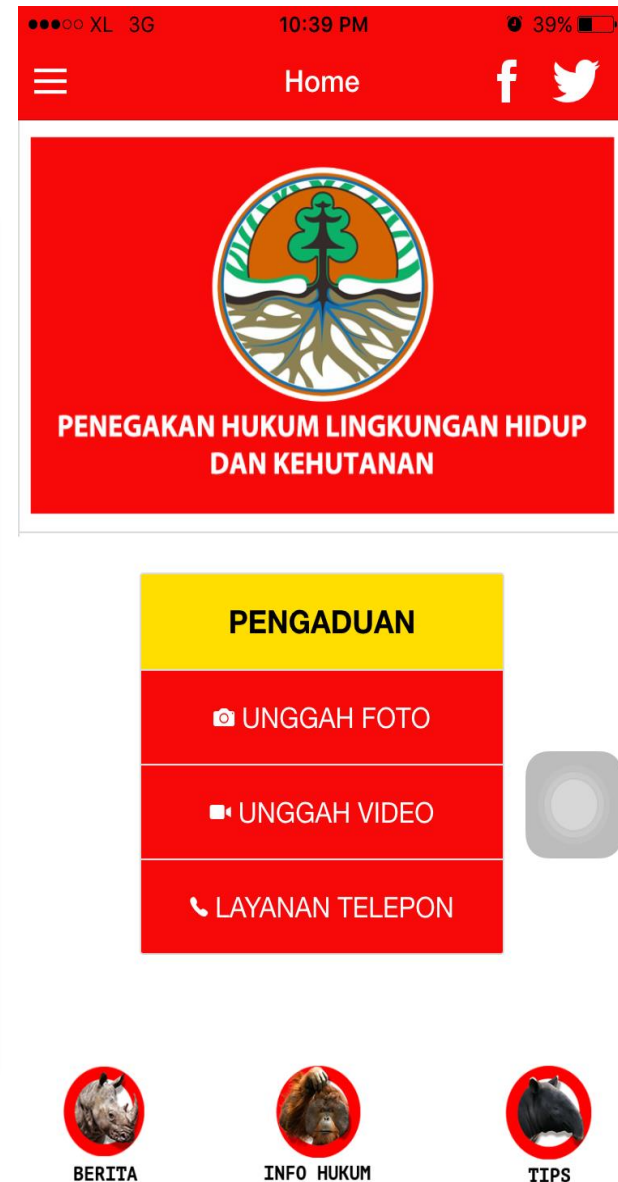 XL 3G 10:39 PM 39%
Home
PENEGAKAN HUKUM LINGKUNGAN HIDUP
DAN KEHUTANAN
PENGADUAN
UNGGAH FOTO
UNGGAH VIDEO
LAYANAN TELEPON
BERITA INFO HUKUM TIPS